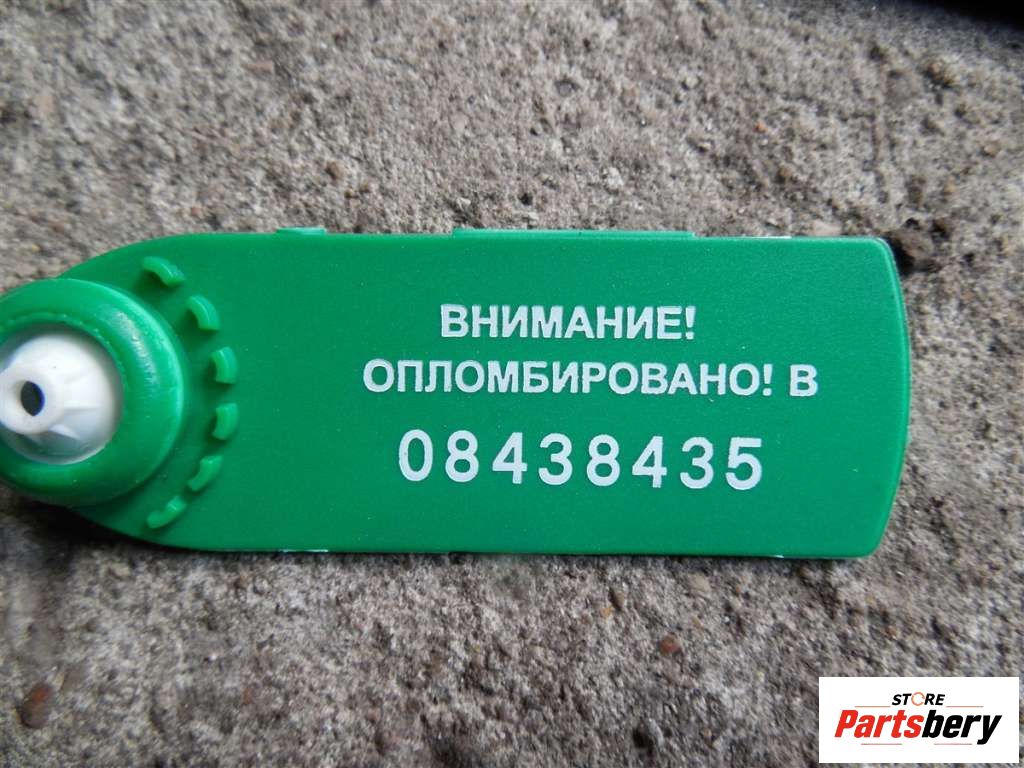 ВНИМАНИЕ!
ОПЛОМБИРОВАНО! В
08438435
STORE
Partsbery